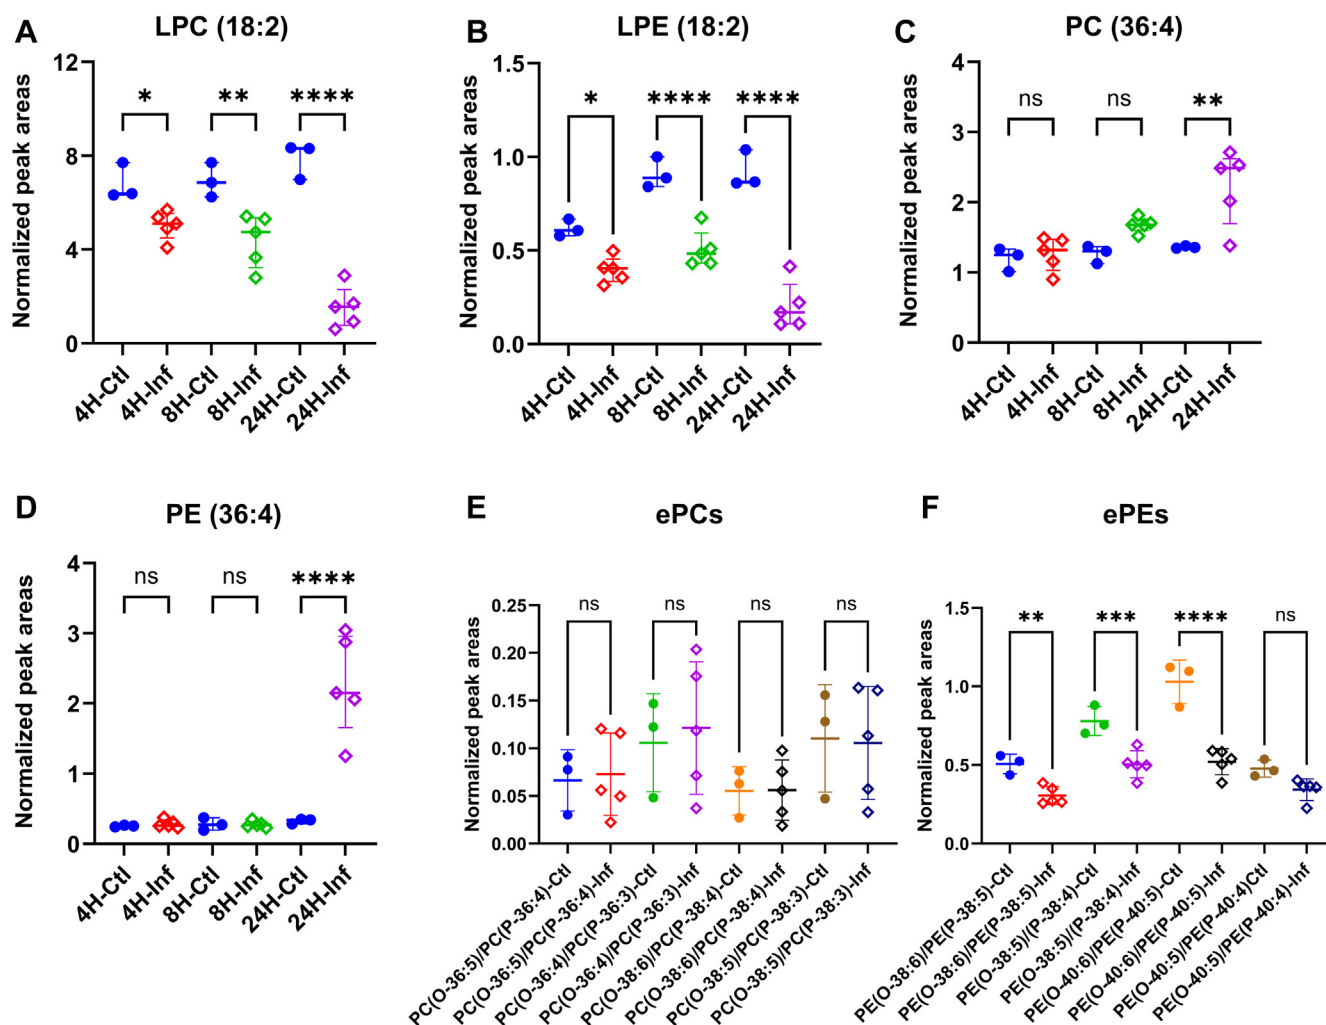 A
LPC (18:2)
Normalized peak areas
12
8
4
0
*
**
****
4H-Ctl
4H-Inf
8H-Ctl
8H-Inf
24H-Ctl
24H-Inf
B
LPE (18:2)
Normalized peak areas
1.5
1.0
0.5
0.0
*
****
****
4H-Ctl
4H-Inf
8H-Ctl
8H-Inf
24H-Ctl
24H-Inf
C
PC (36:4)
Normalized peak areas
4
3
2
1
0
ns
ns
**
4H-Ctl
4H-Inf
8H-Ctl
8H-Inf
24H-Ctl
24H-Inf
D
PE (36:4)
Normalized peak areas
4
3
2
1
0
ns
ns
****
4H-Ctl
4H-Inf
8H-Ctl
8H-Inf
24H-Ctl
24H-Inf
E
ePCs
Normalized peak areas
0.25
0.20
0.15
0.10
0.05
0.00
ns
ns
ns
ns
PC(O-36:5)/PC(P-36:4)-Ctl
PC(O-36:5)/PC(P-36:4)-Inf
PC(O-36:4)/PC(P-36:3)-Ctl
PC(O-36:4)/PC(P-36:3)-Inf
PC(O-38:6)/PC(P-38:4)-Ctl
PC(O-38:6)/PC(P-38:4)-Inf
PC(O-38:5)/PC(P-38:3)-Ctl
PC(O-38:5)/PC(P-38:3)-Inf
F
ePEs
Normalized peak areas
1.5
1.0
0.5
0.0
**
***
****
ns
PE(O-38:6)/PE(P-38:5)-Ctl
PE(O-38:6)/PE(P-38:5)-Inf
PE(O-38:5)/(P-38:4)-Ctl
PE(O-38:5)/(P-38:4)-Inf
PE(O-40:6)/PE(P-40:5)-Ctl
PE(O-40:6)/PE(P-40:5)-Inf
PE(O-40:5)/PE(P-40:4)Ctl
PE(O-40:5)/PE(P-40:4)-Inf